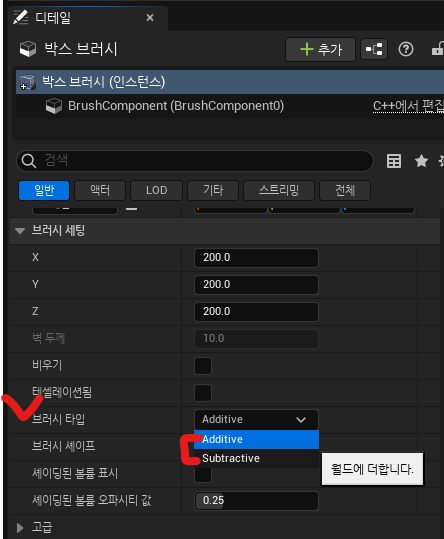 디테일
박스 브러시
추가
박스 브러시 (인스턴스)
BrushComponent (BrushComponent0)
C++에서 편집
검색
일반
액터
LOD
기타
스트리밍
전체
브러시 세팅
X
200.0
Y
200.0
Z
200.0
벽 두께
10.0
비우기
테셀레이션됨
브러시 타입
Additive
Additive
브러시 셰이프
Subtractive
셰이딩된 볼륨 표시
월드에 더합니다.
셰이딩된 볼륨 오파시티 값
0.25
고급